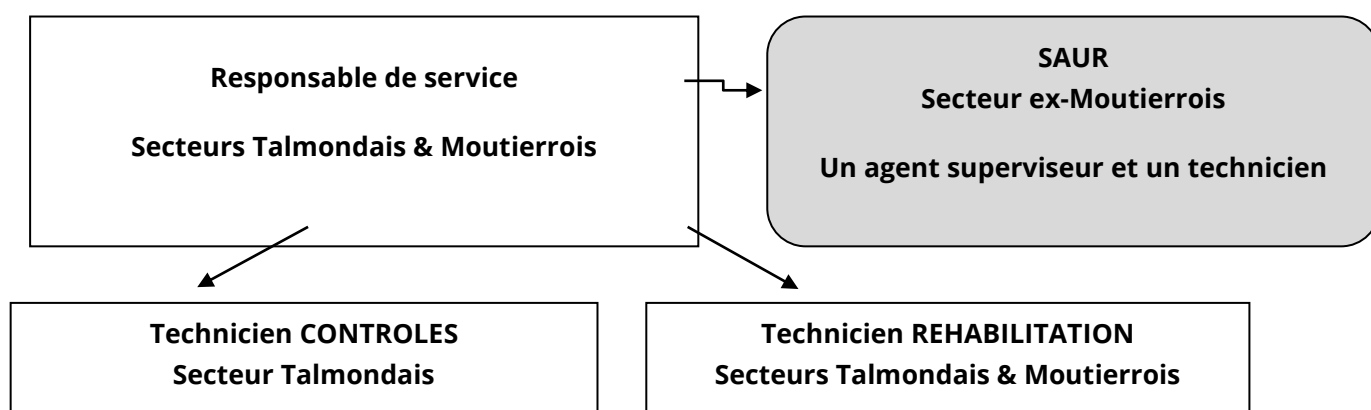 Responsable de service
Secteurs Talmondais & Moutierrois
SAUR
Secteur ex-Moutierrois
Un agent superviseur et un technicien
Technicien CONTROLES
Secteur Talmondais
Technicien REHABILITATION
Secteurs Talmondais & Moutierrois